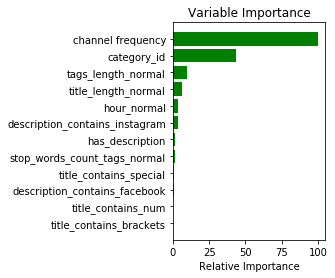 Variable Importance
channel frequency
category_id
tags_length_normal
title_length_normal
hour_normal
description_contains_instagram
has_description
stop_words_count_tags_normal
title_contains_special
description_contains_facebook
title_contains_num
title_contains_brackets
0 25 50 75 100
Relative Importance